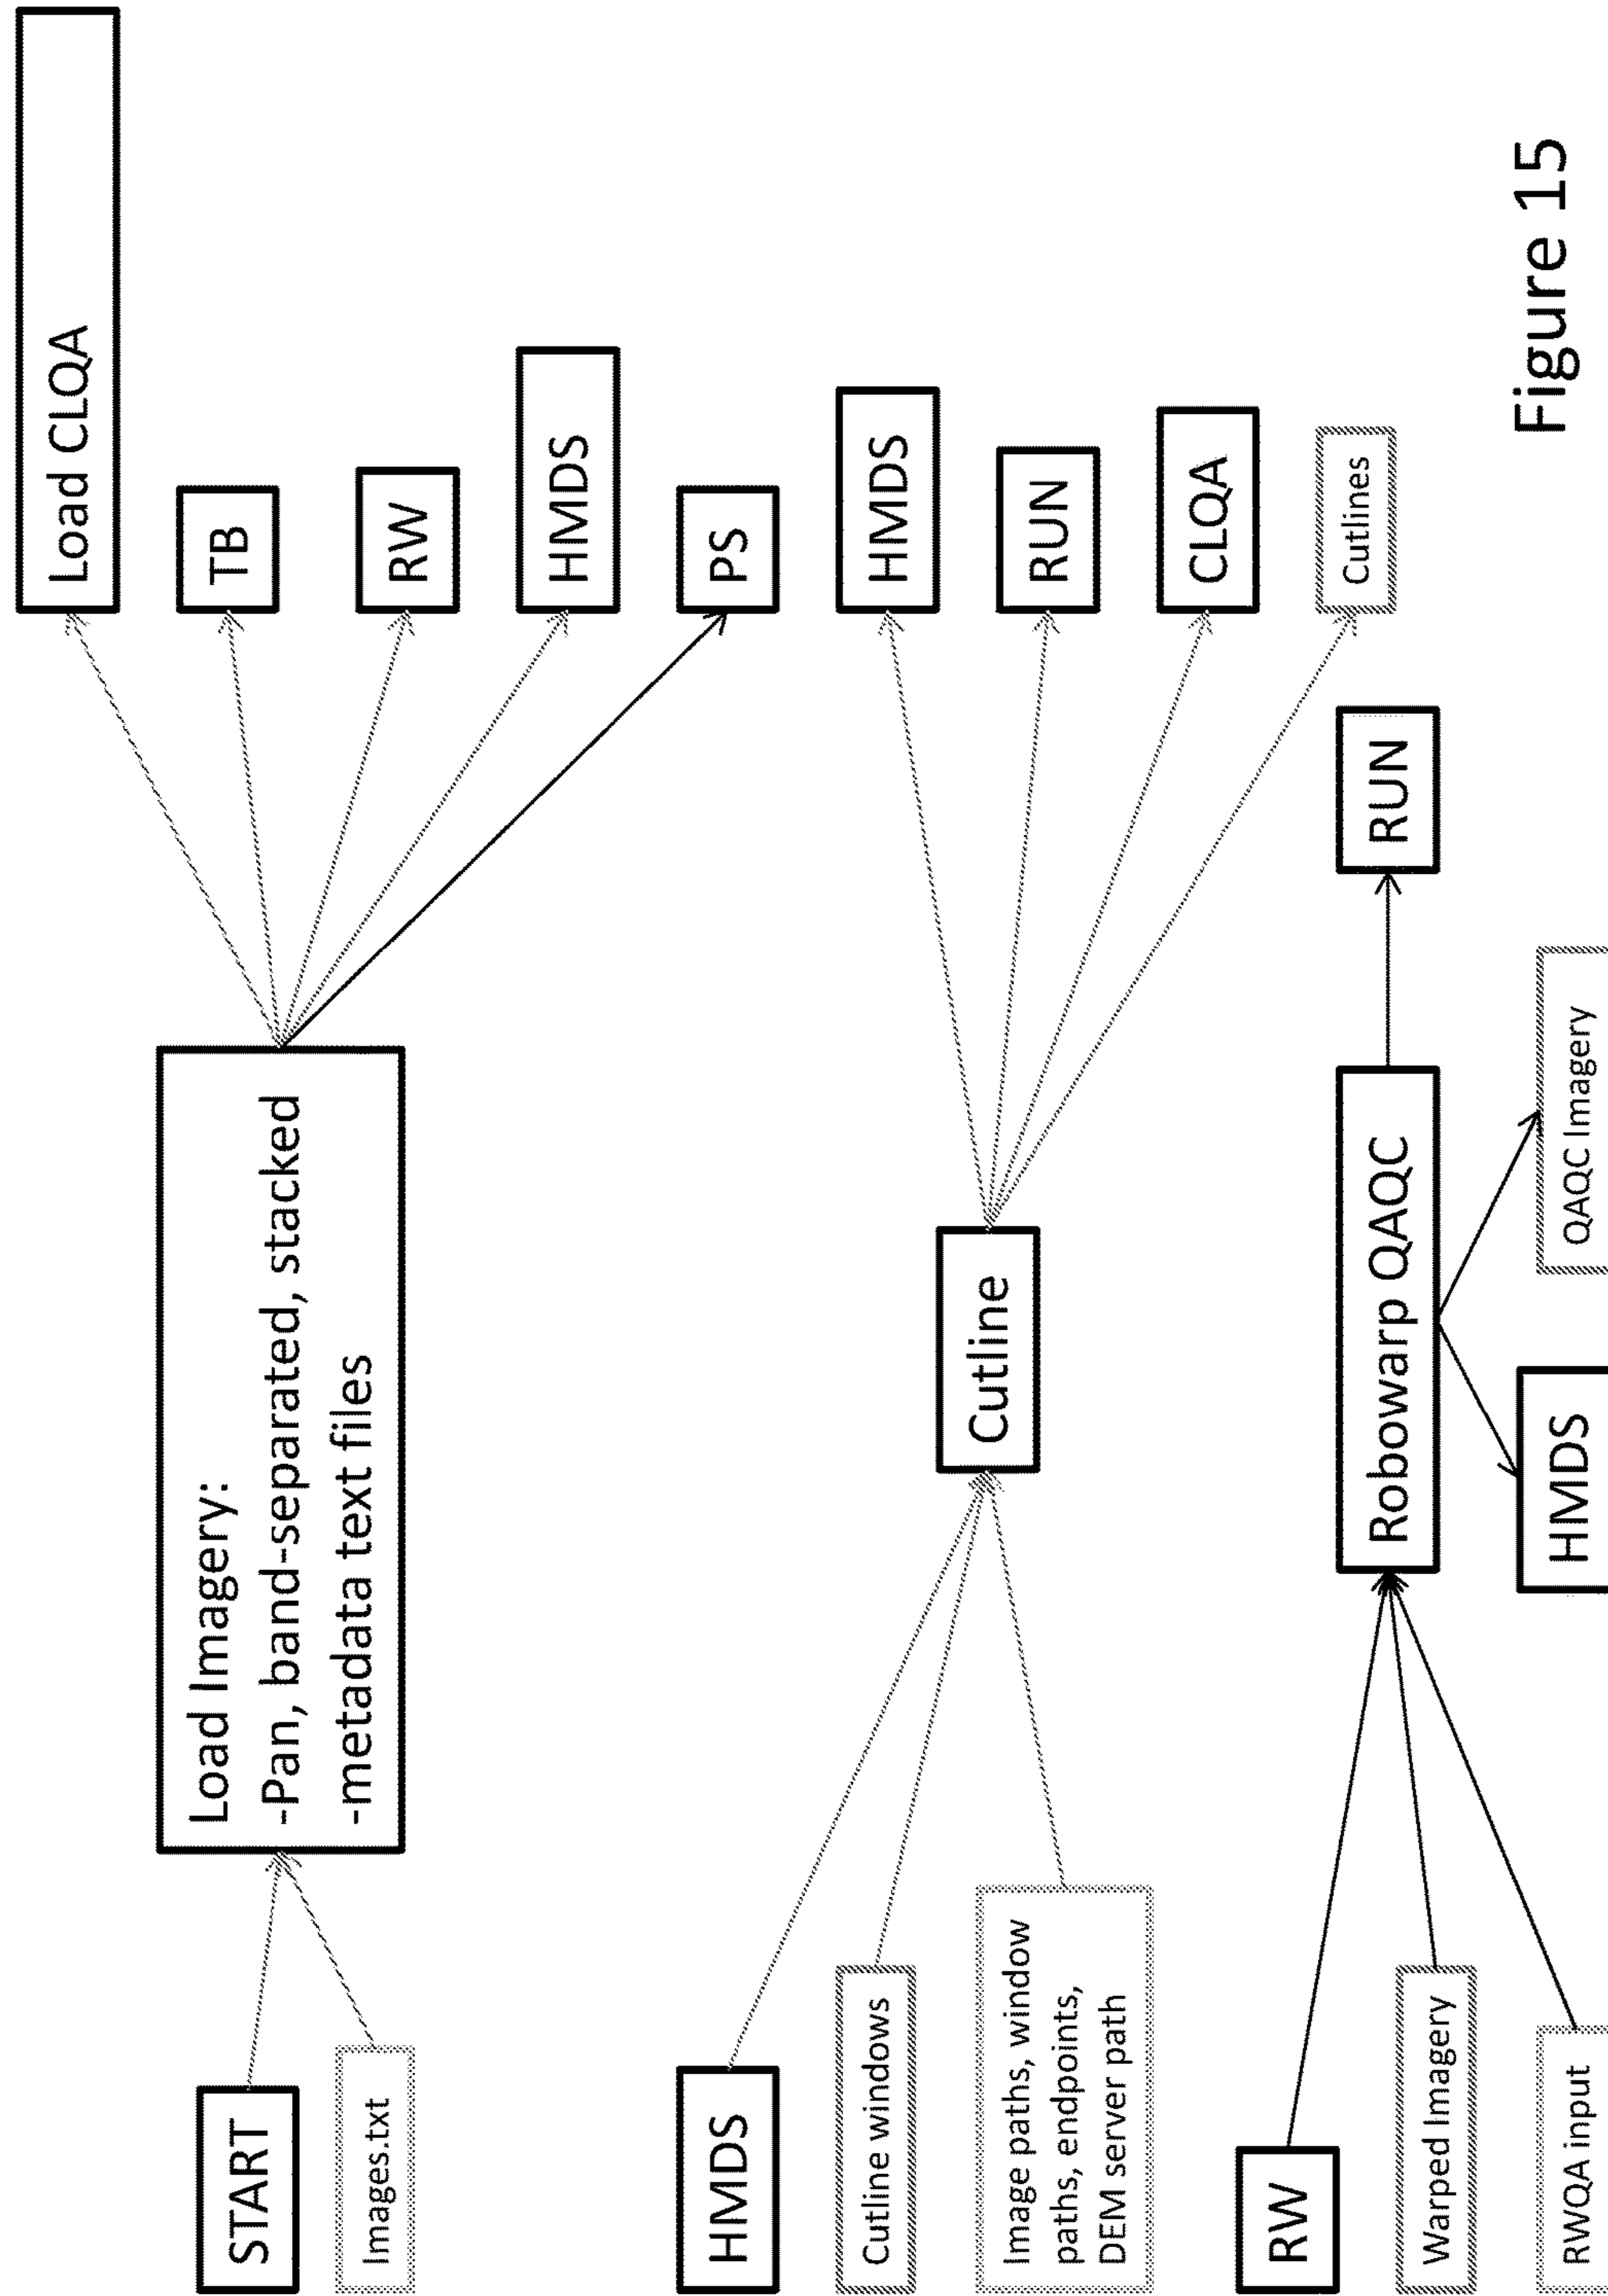 START
Images.txt
Load Imagery:
-Pan, band-separated, stacked
-metadata text files
Load CLQA
TB
RW
HMDS
PS
HMDS
Cutline windows
Image paths, window
paths, endpoints,
DEM server path
Cutline
HMDS
RUN
CLQA
Cutlines
RW
Warped Imagery
RWQA input
Robowarp QAQC
RUN
HMDS
QAQC Imagery
Figure 15